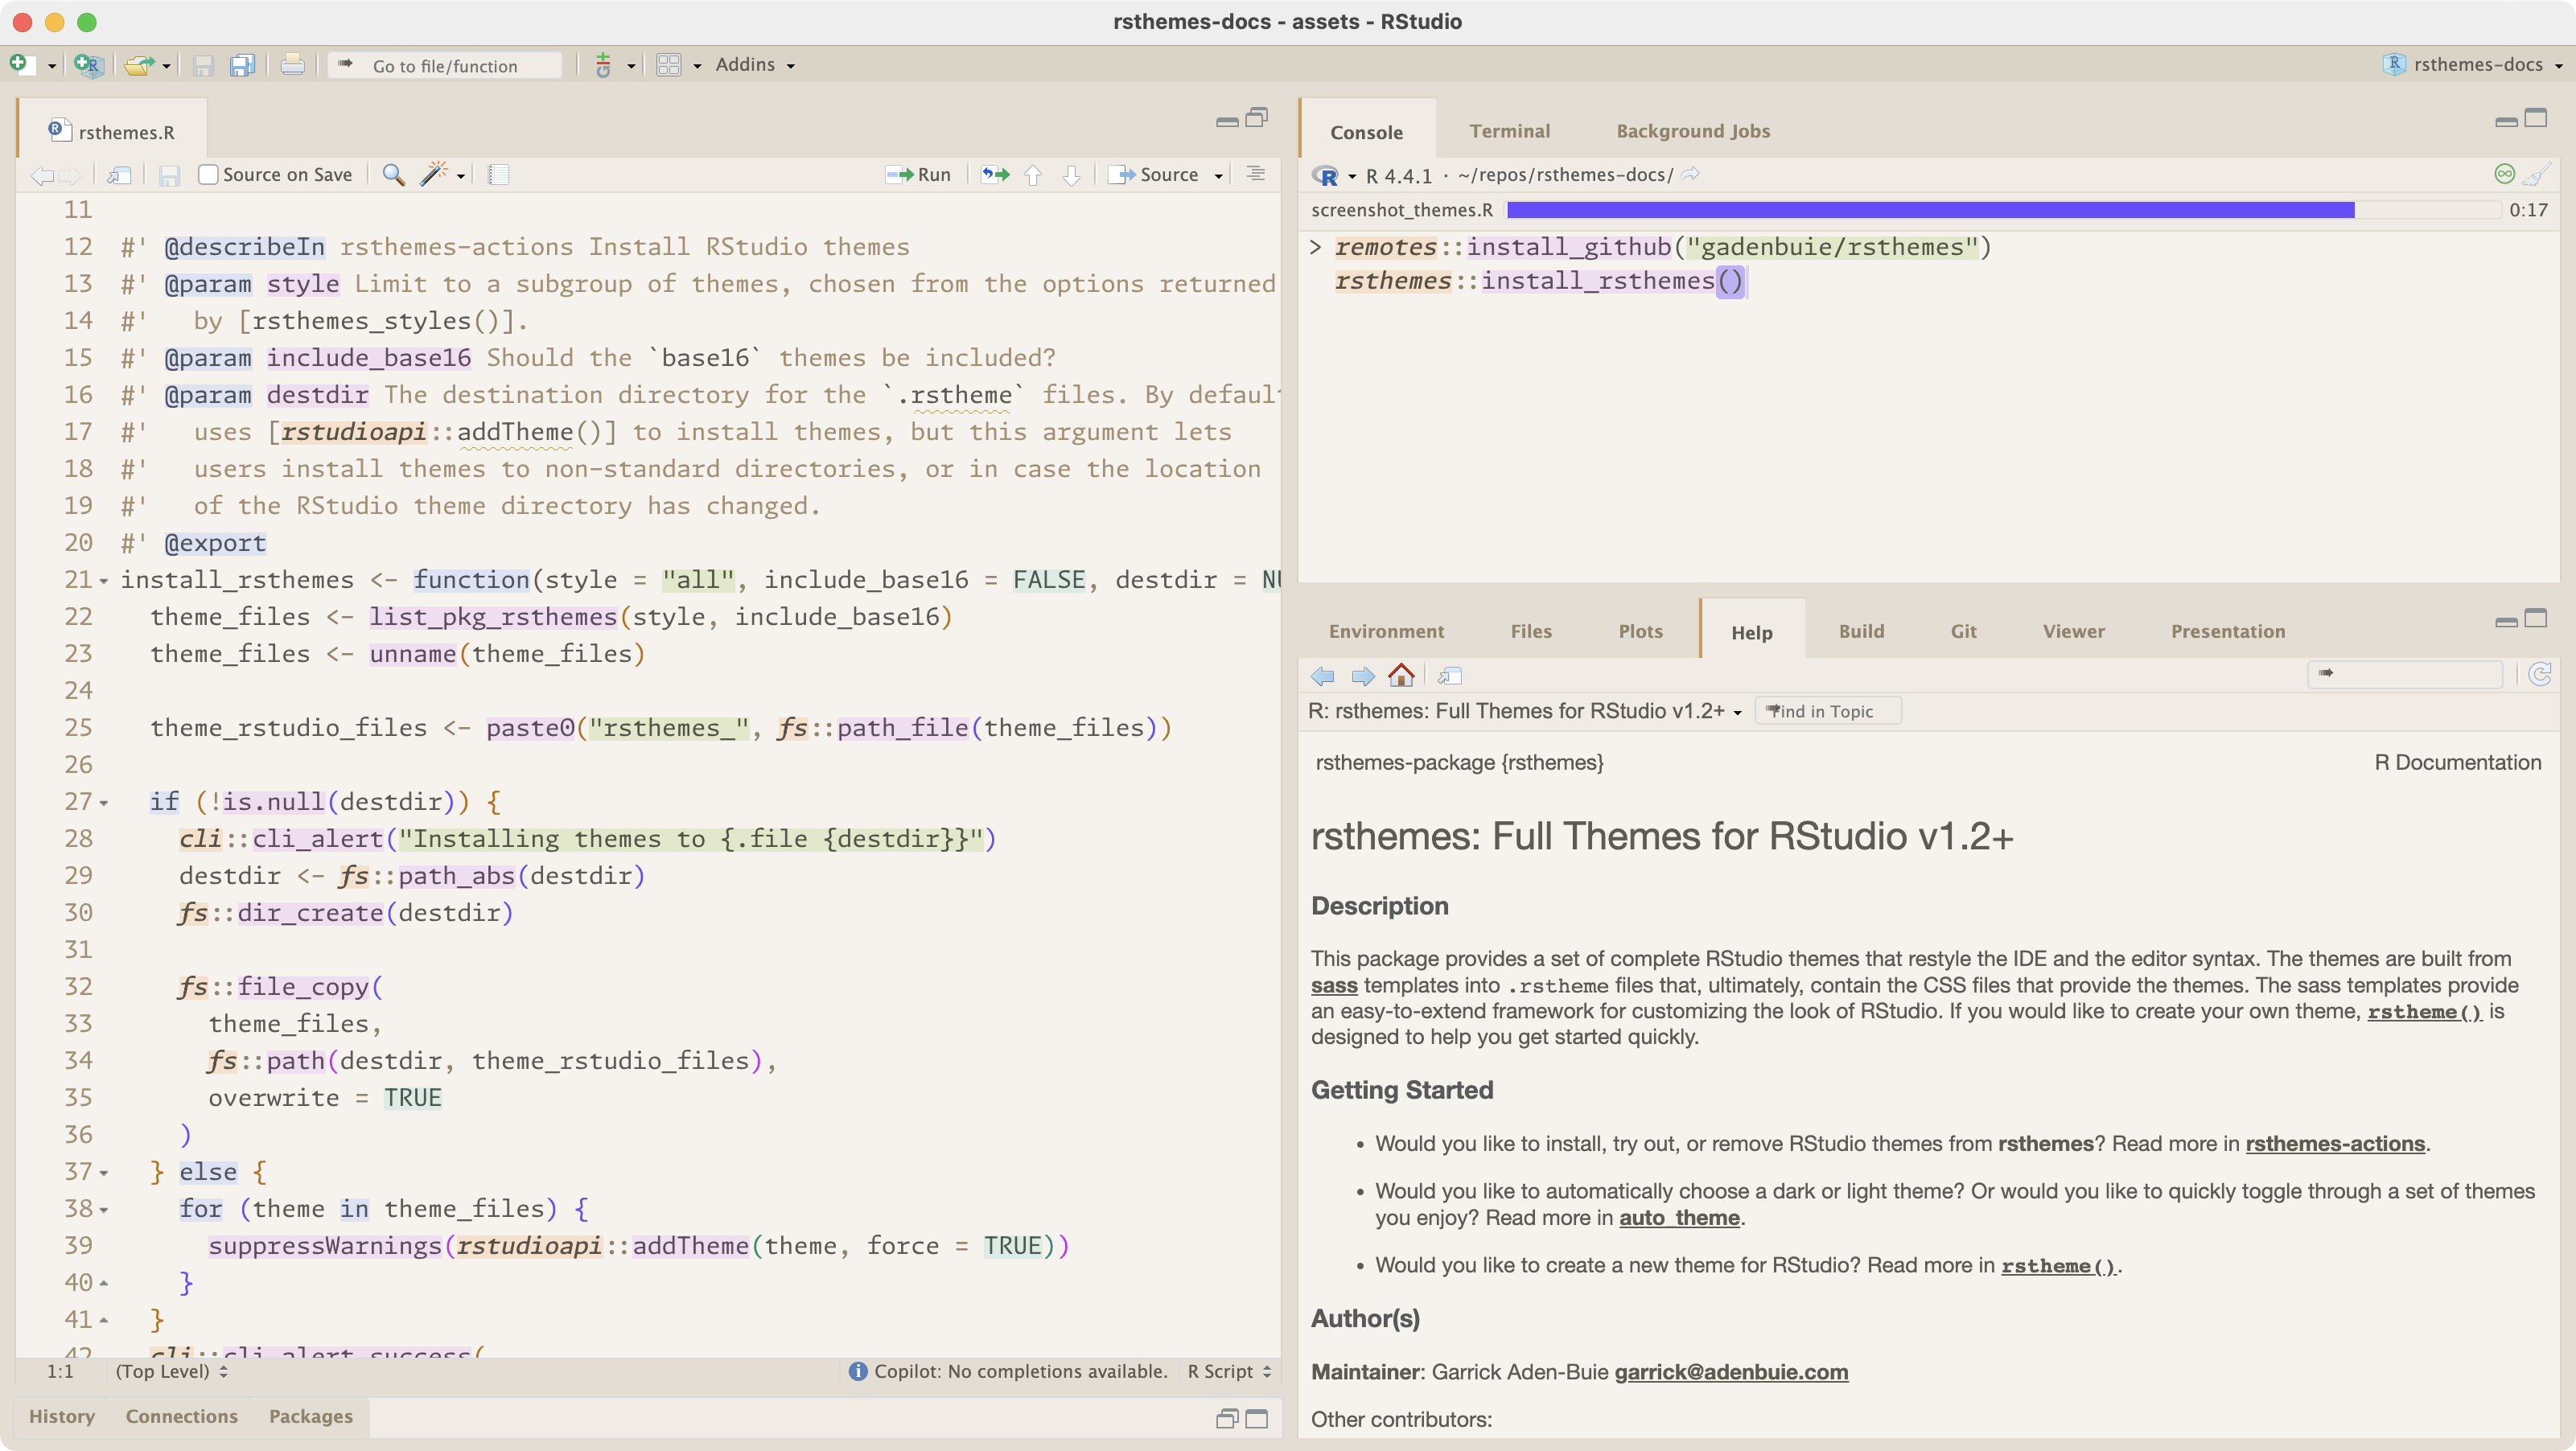 rsthemes-docs - assets - RStudio
Go to file/function
Addins
rsthemes-docs
rsthemes.R
Source on Save
Run
Source
11
12 #' @describeIn rsthemes-actions Install RStudio themes
13 #' @param style Limit to a subgroup of themes, chosen from the options returned
14 #'   by [rsthemes_styles()].
15 #' @param include_base16 Should the `base16` themes be included?
16 #' @param destdir The destination directory for the `.rstheme` files. By defaul
17 #'   uses [rstudioapi::addTheme()] to install themes, but this argument lets
18 #'   users install themes to non-standard directories, or in case the location
19 #'   of the RStudio theme directory has changed.
20 #' @export
21 install_rsthemes <- function(style = "all", include_base16 = FALSE, destdir = NU
22   theme_files <- list_pkg_rsthemes(style, include_base16)
23   theme_files <- unname(theme_files)
24
25   theme_rstudio_files <- paste0("rsthemes_", fs::path_file(theme_files))
26
27   if (!is.null(destdir)) {
28     cli::cli_alert("Installing themes to {.file {destdir}}")
29     destdir <- fs::path_abs(destdir)
30     fs::dir_create(destdir)
31
32     fs::file_copy(
33       theme_files,
34       fs::path(destdir, theme_rstudio_files),
35       overwrite = TRUE
36     )
37   } else {
38     for (theme in theme_files) {
39       suppressWarnings(rstudioapi::addTheme(theme, force = TRUE))
40     }
41   }
42   cli::cli_alert_success(
1:1 (Top Level)
Copilot: No completions available.
R Script
History Connections Packages
Console Terminal Background Jobs
R 4.4.1 · ~/repos/rsthemes-docs/
screenshot_themes.R
0:17
> remotes::install_github("gadenbuie/rsthemes")
rsthemes::install_rsthemes()
Environment Files Plots Help Build Git Viewer Presentation
R: rsthemes: Full Themes for RStudio v1.2+
Find in Topic
rsthemes-package {rsthemes}
R Documentation
rsthemes: Full Themes for RStudio v1.2+
Description
This package provides a set of complete RStudio themes that restyle the IDE and the editor syntax. The themes are built from
sass templates into .rstheme files that, ultimately, contain the CSS files that provide the themes. The sass templates provide
an easy-to-extend framework for customizing the look of RStudio. If you would like to create your own theme, rstheme() is
designed to help you get started quickly.
Getting Started
• Would you like to install, try out, or remove RStudio themes from rsthemes? Read more in rsthemes-actions.
• Would you like to automatically choose a dark or light theme? Or would you like to quickly toggle through a set of themes
you enjoy? Read more in auto_theme.
• Would you like to create a new theme for RStudio? Read more in rstheme().
Author(s)
Maintainer: Garrick Aden-Buie garrick@adenbuie.com
Other contributors: